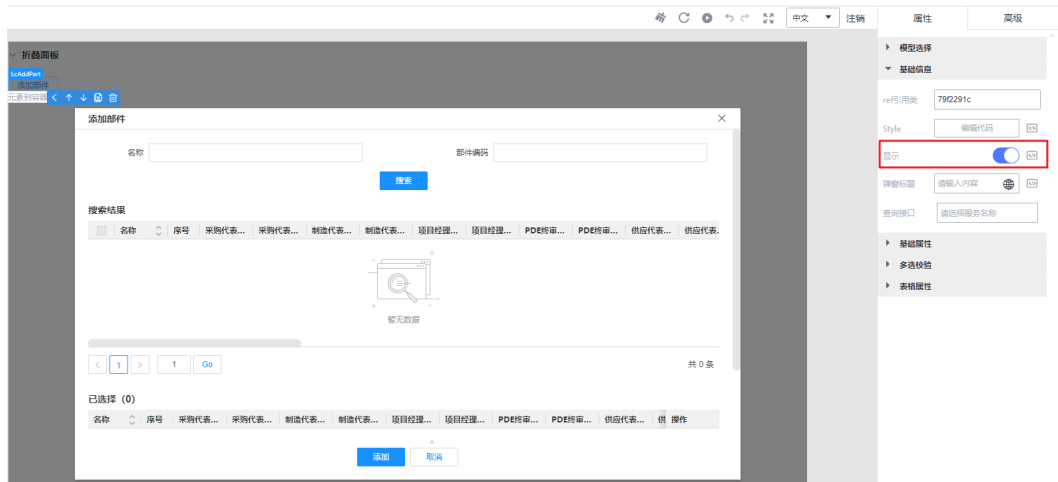 中文 注销 属性 高级
折叠面板
LcAddPart
添加部件
元素到容器
添加部件
名称 部件编码
搜索
搜索结果
名称 序号 采购代表... 采购代表... 制造代表... 制造代表... 项目经理... 项目经理... PDE终审... PDE终审... 供应代表... 供应代表.
暂无数据
< 1 > 1 Go 共 0 条
已选择（0）
名称 序号 采购代表... 采购代表... 制造代表... 制造代表... 项目经理... 项目经理... PDE终审... PDE终审... 供应代表... 供 操作
添加 取消
模型选择
基础信息
ref引用类 79f2291c
Style 编辑代码
显示
弹窗标题 请输入内容
查询接口 请选择服务名称
基础属性
多选校验
表格属性